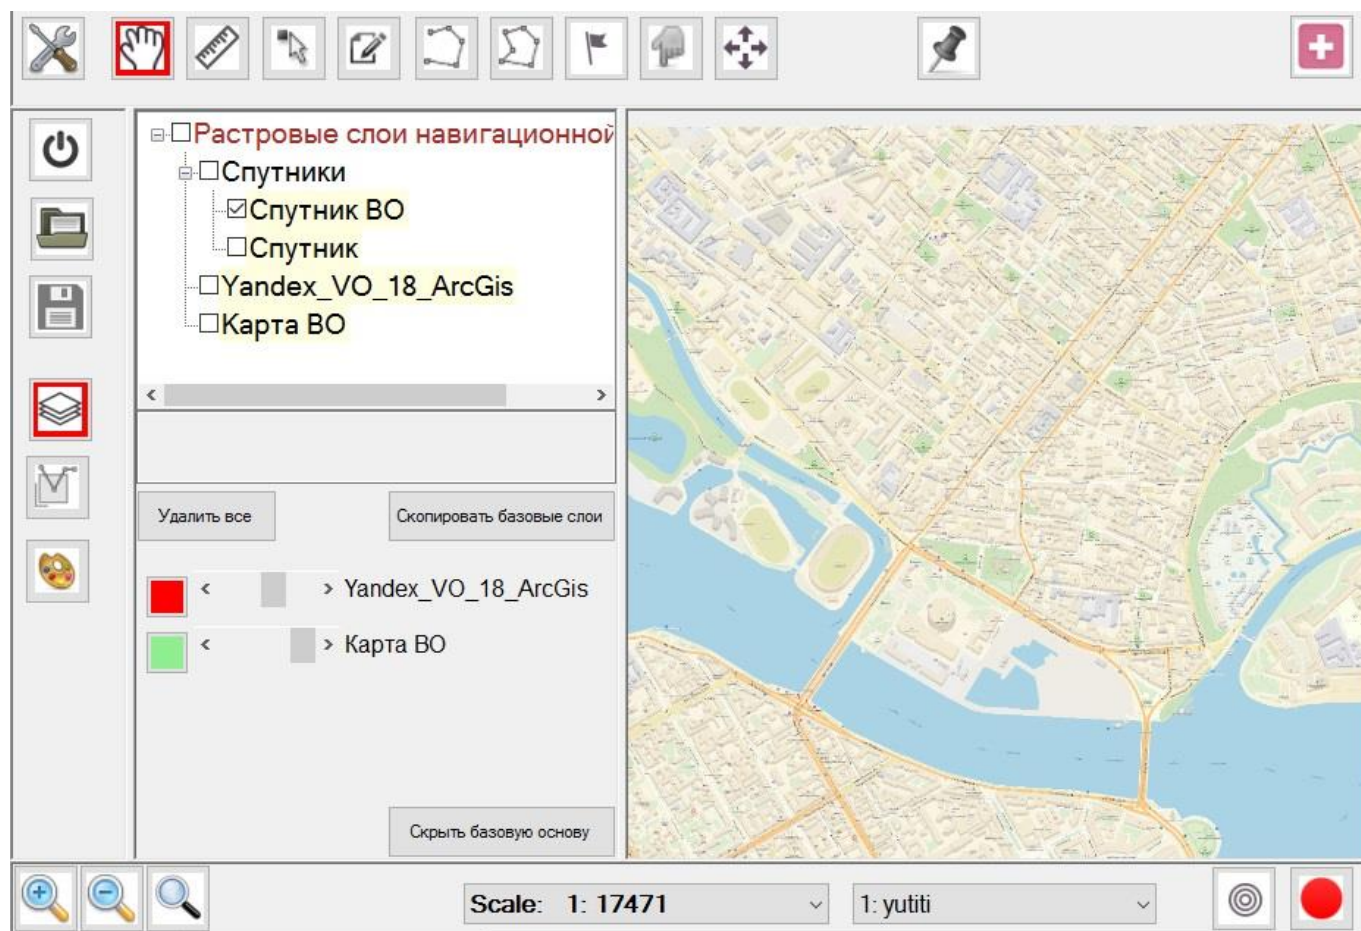 Растровые слои навигационной
Спутники
Спутник ВО
Спутник
Yandex_VO_18_ArcGis
Карта ВО
Удалить все
Скопировать базовые слои
Yandex_VO_18_ArcGis
Карта ВО
Скрыть базовую основу
Scale: 1: 17471
1: yutiti